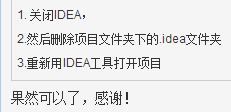 1. 关闭IDEA，
2.然后删除项目文件夹下的.idea文件夹
3.重新用IDEA工具打开项目
果然可以了，感谢！